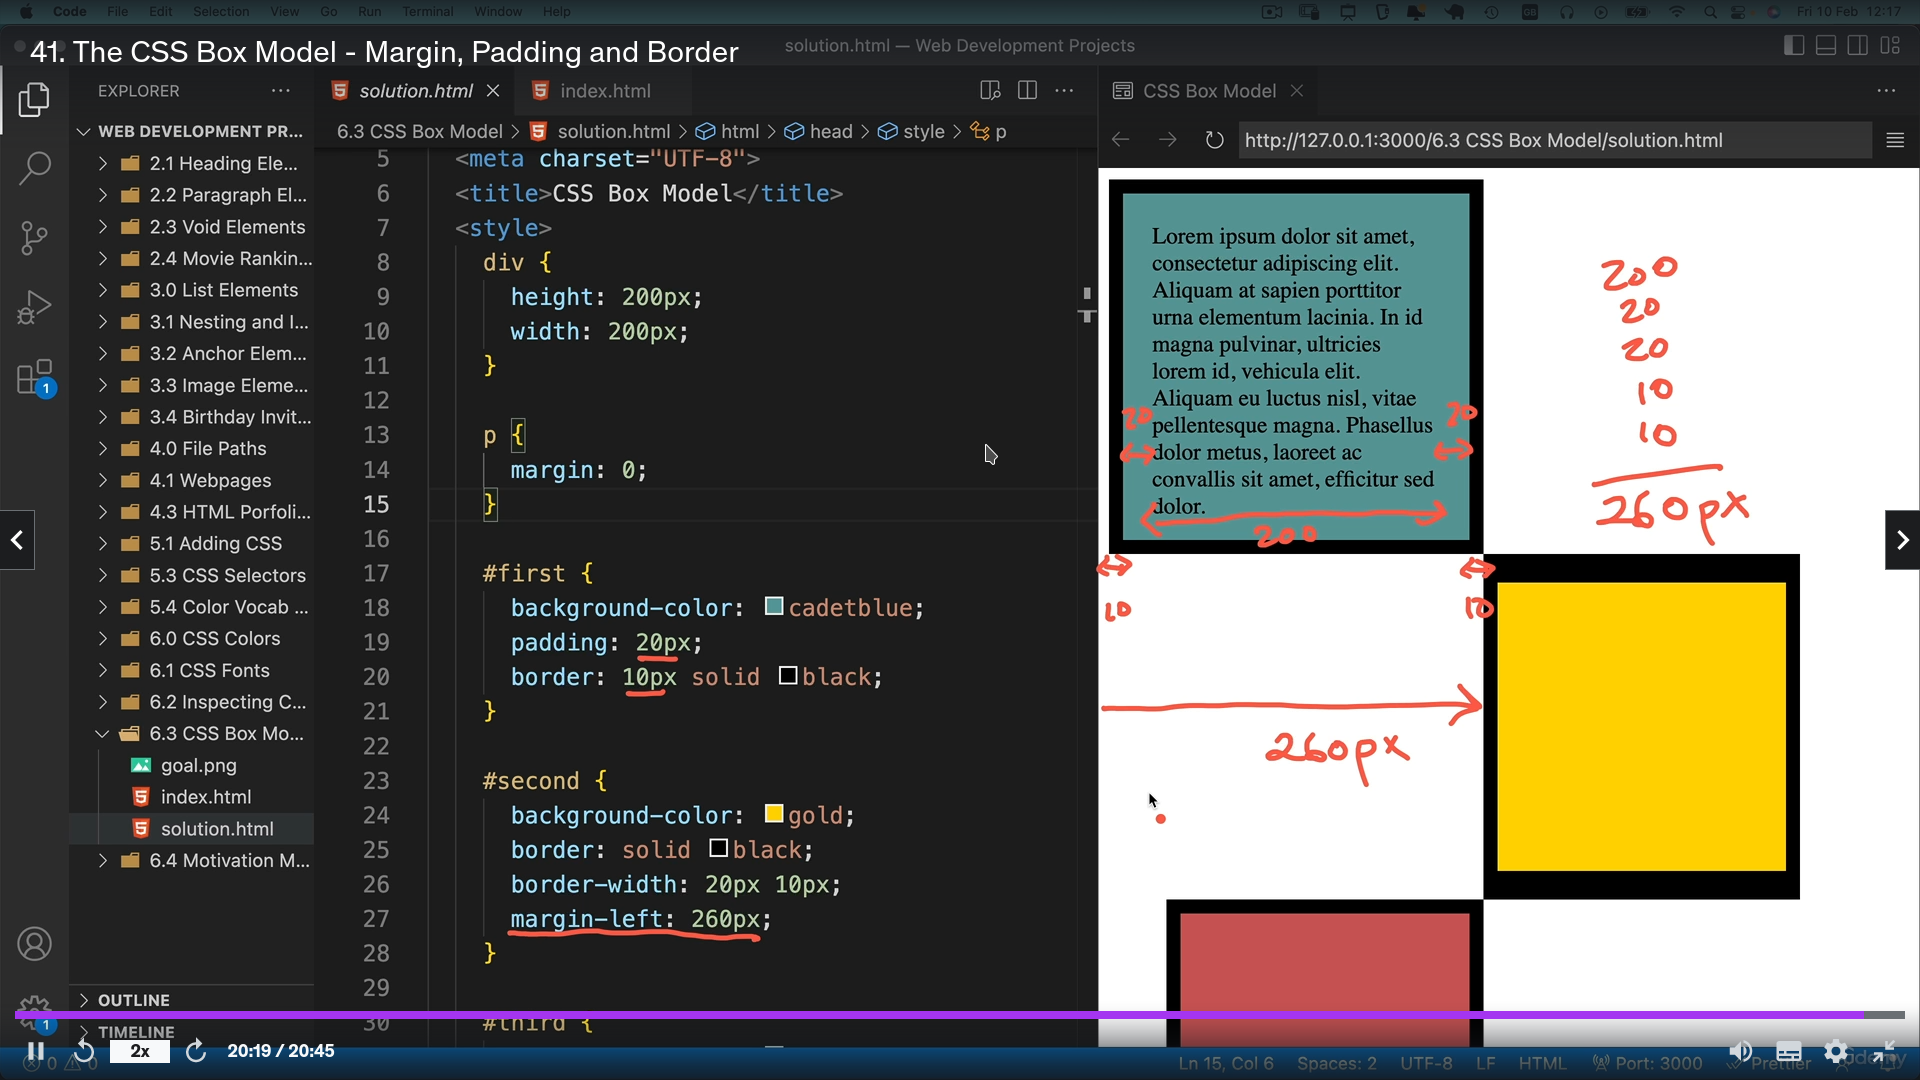 Code File Edit Selection View Go Run Terminal Window Help
Fri 10 Feb 12:17
41. The CSS Box Model - Margin, Padding and Border
solution.html — Web Development Projects
EXPLORER
solution.html
index.html
CSS Box Model
WEB DEVELOPMENT PR...
6.3 CSS Box Model > solution.html > html > head > style > p
http://127.0.0.1:3000/6.3 CSS Box Model/solution.html
2.1 Heading Ele...
2.2 Paragraph El...
2.3 Void Elements
2.4 Movie Rankin...
3.0 List Elements
3.1 Nesting and I...
3.2 Anchor Elem...
3.3 Image Eleme...
3.4 Birthday Invit...
4.0 File Paths
4.1 Webpages
4.3 HTML Porfoli...
5.1 Adding CSS
5.3 CSS Selectors
5.4 Color Vocab ...
6.0 CSS Colors
6.1 CSS Fonts
6.2 Inspecting C...
6.3 CSS Box Mo...
goal.png
index.html
solution.html
6.4 Motivation M...
OUTLINE
TIMELINE
1
1
5 <meta charset="UTF-8">
6 <title>CSS Box Model</title>
7 <style>
8 div {
9 height: 200px;
10 width: 200px;
11 }
12
13 p {
14 margin: 0;
15 }
16
17 #first {
18 background-color: cadetblue;
19 padding: 20px;
20 border: 10px solid black;
21 }
22
23 #second {
24 background-color: gold;
25 border: solid black;
26 border-width: 20px 10px;
27 margin-left: 260px;
28 }
29
30 #third {
Lorem ipsum dolor sit amet,
consectetur adipiscing elit.
Aliquam at sapien porttitor
urna elementum lacinia. In id
magna pulvinar, ultricies
lorem id, vehicula elit.
Aliquam eu luctus nisl, vitae
pellentesque magna. Phasellus
dolor metus, laoreet ac
convallis sit amet, efficitur sed
dolor.
20
20
200
10
10
260px
200
20
20
10
10
260px
2x
20:19 / 20:45
0 0
Ln 15, Col 6 Spaces: 2 UTF-8 LF HTML Port: 3000 Prettier